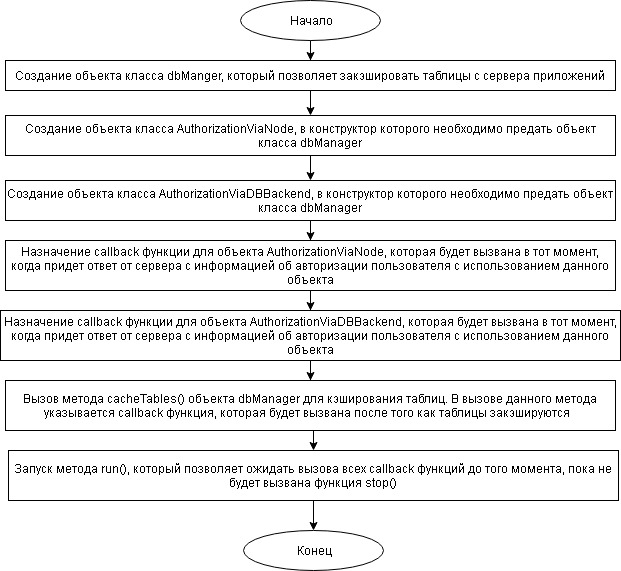 Начало
Создание объекта класса dbManger, который позволяет закэшировать таблицы с сервера приложений
Создание объекта класса AuthorizationViaNode, в конструктор которого необходимо предать объект
класса dbManager
Создание объекта класса AuthorizationViaDBBackend, в конструктор которого необходимо предать объект
класса dbManager
Назначение callback функции для объекта AuthorizationViaNode, которая будет вызвана в тот момент,
когда придет ответ от сервера с информацией об авторизации пользователя с использованием данного
объекта
Назначение callback функции для объекта AuthorizationViaDBBackend, которая будет вызвана в тот момент,
когда придет ответ от сервера с информацией об авторизации пользователя с использованием данного
объекта
Вызов метода cacheTables() объекта dbManager для кэширования таблиц. В вызове данного метода
указывается callback функция, которая будет вызвана после того как таблицы закэшируются
Запуск метода run(), который позволяет ожидать вызова всех callback функций до того момента, пока не
будет вызвана функция stop()
Конец